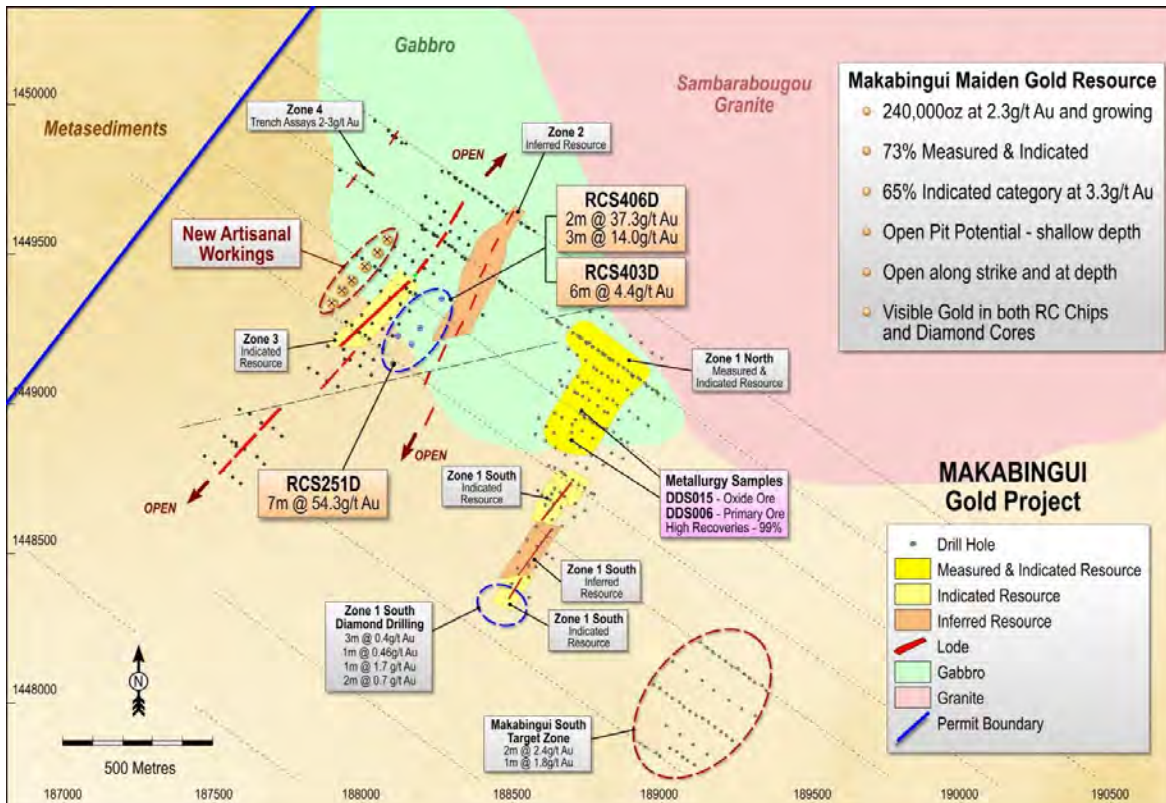 Gabbro
Sambarabougou
Granite
Metasediments
Zone 4
Trench Assays 2-3g/t Au
OPEN
Zone 2
Inferred Resource
Makabingui Maiden Gold Resource
240,000oz at 2.3g/t Au and growing
73% Measured & Indicated
65% Indicated category at 3.3g/t Au
Open Pit Potential - shallow depth
Open along strike and at depth
Visible Gold in both RC Chips
and Diamond Cores
RCS406D
2m @ 37.3g/t Au
3m @ 14.0g/t Au
RCS403D
6m @ 4.4g/t Au
New Artisanal
Workings
Zone 3
Indicated
Resource
Zone 1 North
Measured &
Indicated Resource
OPEN
RCS251D
7m @ 54.3g/t Au
OPEN
Zone 1 South
Indicated
Resource
Metallurgy Samples
DDS015 - Oxide Ore
DDS006 - Primary Ore
High Recoveries - 99%
Zone 1 South
Inferred
Resource
Zone 1 South
Indicated
Resource
Zone 1 South
Diamond Drilling
3m @ 0.4g/t Au
1m @ 0.46g/t Au
1m @ 1.7 g/t Au
2m @ 0.7 g/t Au
Makabingui South
Target Zone
2m @ 2.4g/t Au
1m @ 1.8g/t Au
MAKABINGUI
Gold Project
Drill Hole
Measured & Indicated Resource
Indicated Resource
Inferred Resource
Lode
Gabbro
Granite
Permit Boundary
N
500 Metres
1450000
1449500
1449000
1448500
1448000
187000
187500
188000
188500
189000
189500
190000
190500